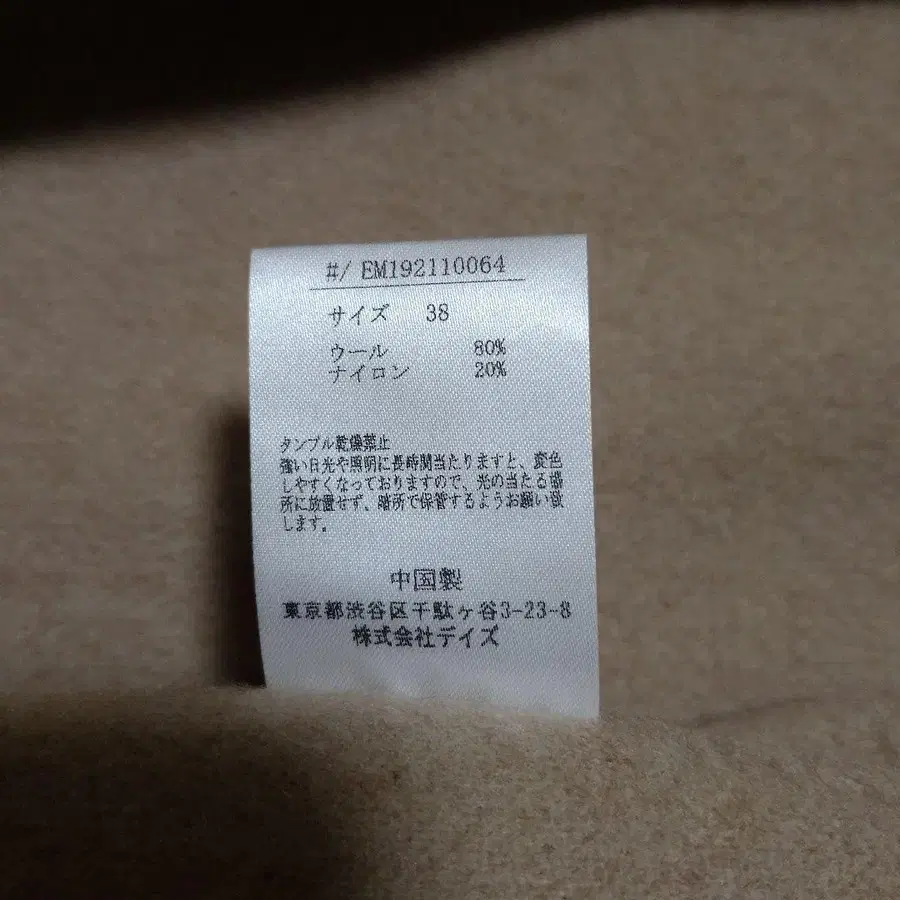 #/ EM192110064
サイズ 38
ウール 80%
ナイロン 20%
タンブル乾燥禁止
強い日光や照明に長時間当たりますと、変色
しやすくなっておりますので、光の当たる場
所に放置せず、暗所で保管するようお願い致
します。
中国製
東京都渋谷区千駄ヶ谷3-23-8
株式会社デイズ